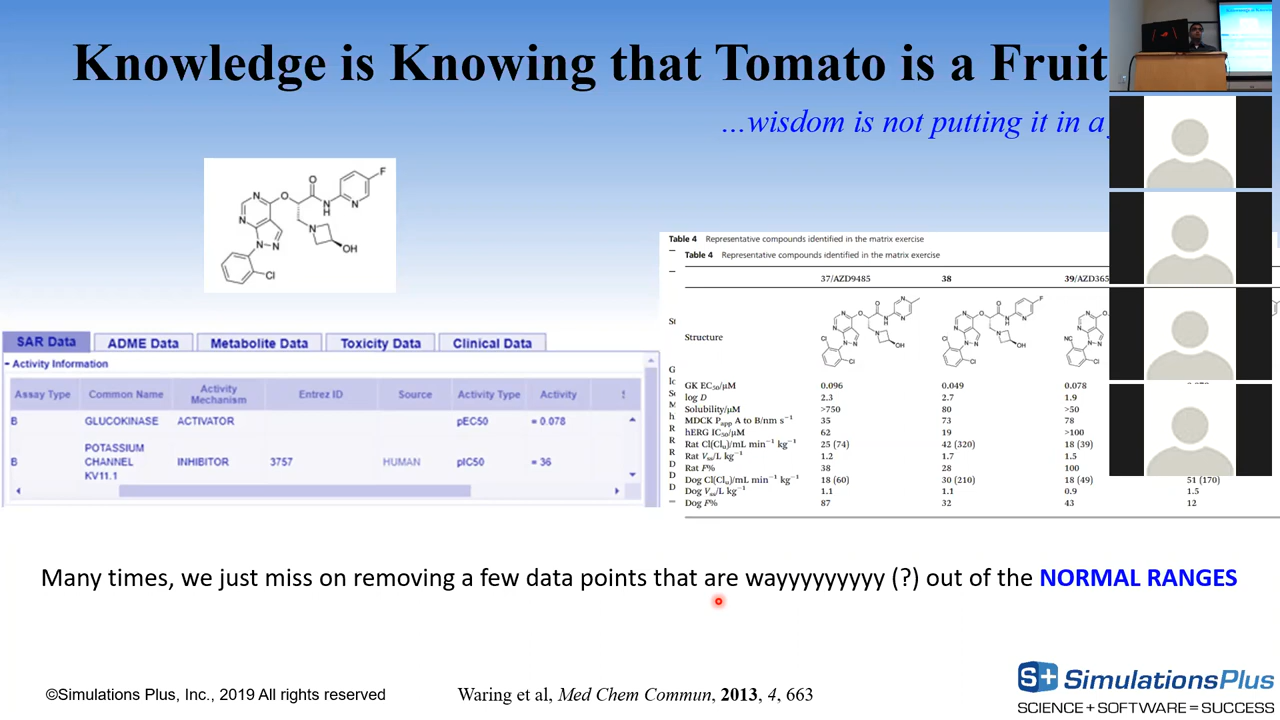 Knowledge is Knowing that Tomato is a Fruit
...wisdom is not putting it in a
F
O
N
O
NH
N
N
N
N
OH
N-N
Cl
SAR Data ADME Data Metabolite Data Toxicity Data Clinical Data
Activity Information
Assay Type Common Name Activity Mechanism Entrez ID Source Activity Type Activity
B GLUCOKINASE ACTIVATOR pEC50 = 0.078
B POTASSIUM CHANNEL KV11.1 INHIBITOR 3757 HUMAN pIC50 = 36
Table 4 Representative compounds identified in the matrix exercise
Table 4 Representative compounds identified in the matrix exercise
37/AZD9485 38 39/AZD365
Structure
GK EC50/μM 0.096 0.049 0.078
log D 2.3 2.7 1.9
Solubility/μM >750 80 >50
MDCK Papp A to B/nm s−1 35 73 78
hERG IC50/μM 62 19 >100
Rat Cl(Clu)/mL min−1 kg−1 25 (74) 42 (320) 18 (39)
Rat Vss/L kg−1 1.2 1.7 1.5
Rat F% 38 28 100
Dog Cl(Clu)/mL min−1 kg−1 18 (60) 30 (210) 18 (49) 51 (170)
Dog Vss/L kg−1 1.1 1.1 0.9 1.5
Dog F% 87 32 43 12
Many times, we just miss on removing a few data points that are wayyyyyyyyy (?) out of the NORMAL RANGES
©Simulations Plus, Inc., 2019 All rights reserved
Waring et al, Med Chem Commun, 2013, 4, 663
S+ SimulationsPlus
SCIENCE + SOFTWARE = SUCCESS